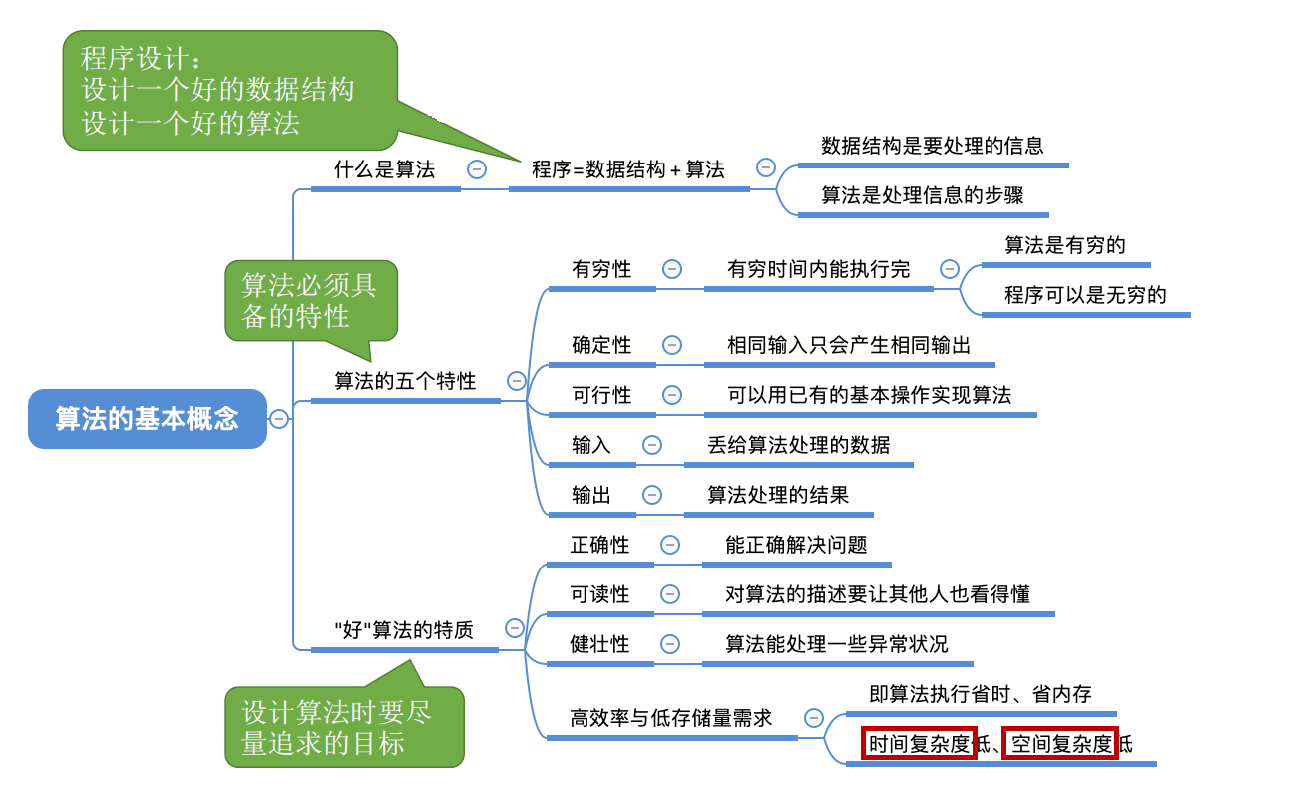 程序设计：
设计一个好的数据结构
设计一个好的算法
什么是算法
程序=数据结构+算法
数据结构是要处理的信息
算法是处理信息的步骤
算法必须具
备的特性
算法的五个特性
有穷性
有穷时间内能执行完
算法是有穷的
程序可以是无穷的
确定性
相同输入只会产生相同输出
可行性
可以用已有的基本操作实现算法
输入
丢给算法处理的数据
输出
算法处理的结果
算法的基本概念
"好"算法的特质
正确性
能正确解决问题
可读性
对算法的描述要让其他人也看得懂
健壮性
算法能处理一些异常状况
高效率与低存储量需求
即算法执行省时、省内存
时间复杂度低、空间复杂度低
设计算法时要尽
量追求的目标